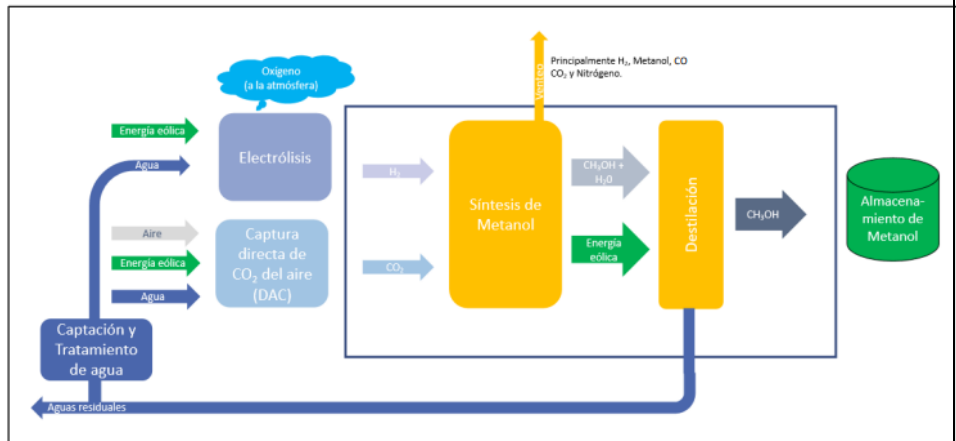 Oxígeno
(a la atmósfera)
Venteo
Principalmente H₂, Metanol, CO
CO₂ y Nitrógeno.
Energía eólica
Agua
Electrólisis
H₂
Síntesis de
Metanol
CH₃OH +
H₂0
Destilación
CH₃OH
Almacena-
miento de
Metanol
Aire
Energía eólica
Agua
Captura
directa de
CO₂ del aire
(DAC)
CO₂
Energía
eólica
Captación y
Tratamiento
de agua
Aguas residuales